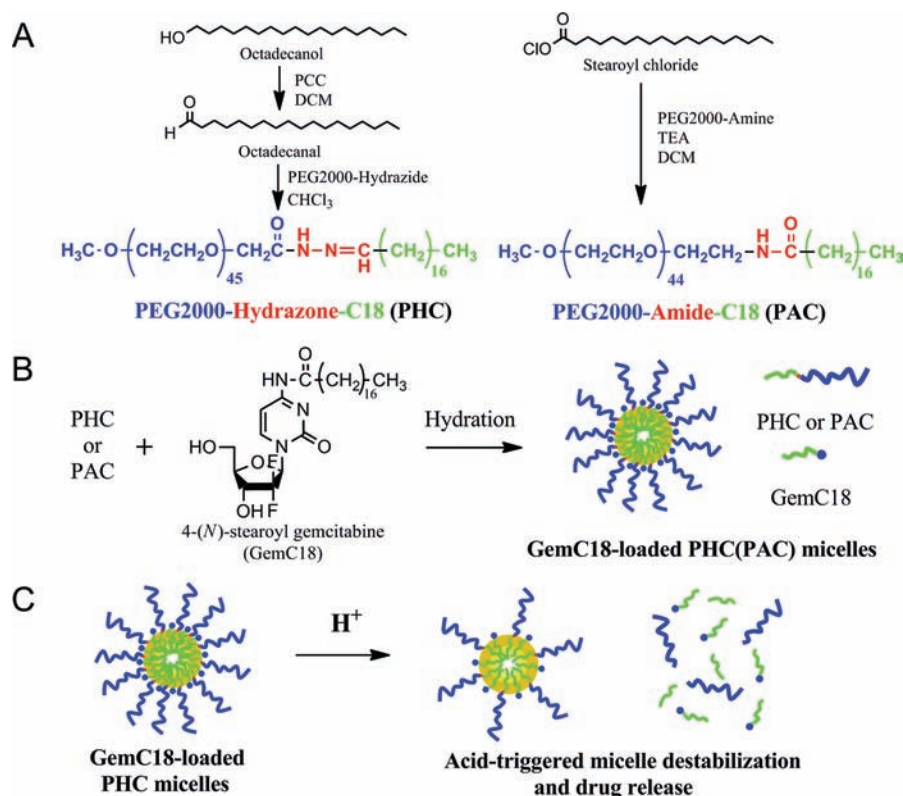 A
HO
Octadecanol
PCC
DCM
O
H
Octadecanal
PEG2000-Hydrazide
CHCl3
H3C-O-(CH2CH2O)-CH2C-N-N=C-(CH2)-CH3
O
H
H
45
16
PEG2000-Hydrazone-C18 (PHC)
O
ClO
Stearoyl chloride
PEG2000-Amine
TEA
DCM
H3C-O-(CH2CH2O)-CH2CH2-N-C-(CH2)-CH3
H
O
44
16
PEG2000-Amide-C18 (PAC)
B
PHC
or
PAC
+
O
HN-C-(CH2)-CH3
16
N
N
O
HO
O
F
F
OH
4-(N)-stearoyl gemcitabine
(GemC18)
Hydration
PHC or PAC
GemC18
GemC18-loaded PHC(PAC) micelles
C
GemC18-loaded
PHC micelles
H+
Acid-triggered micelle destabilization
and drug release